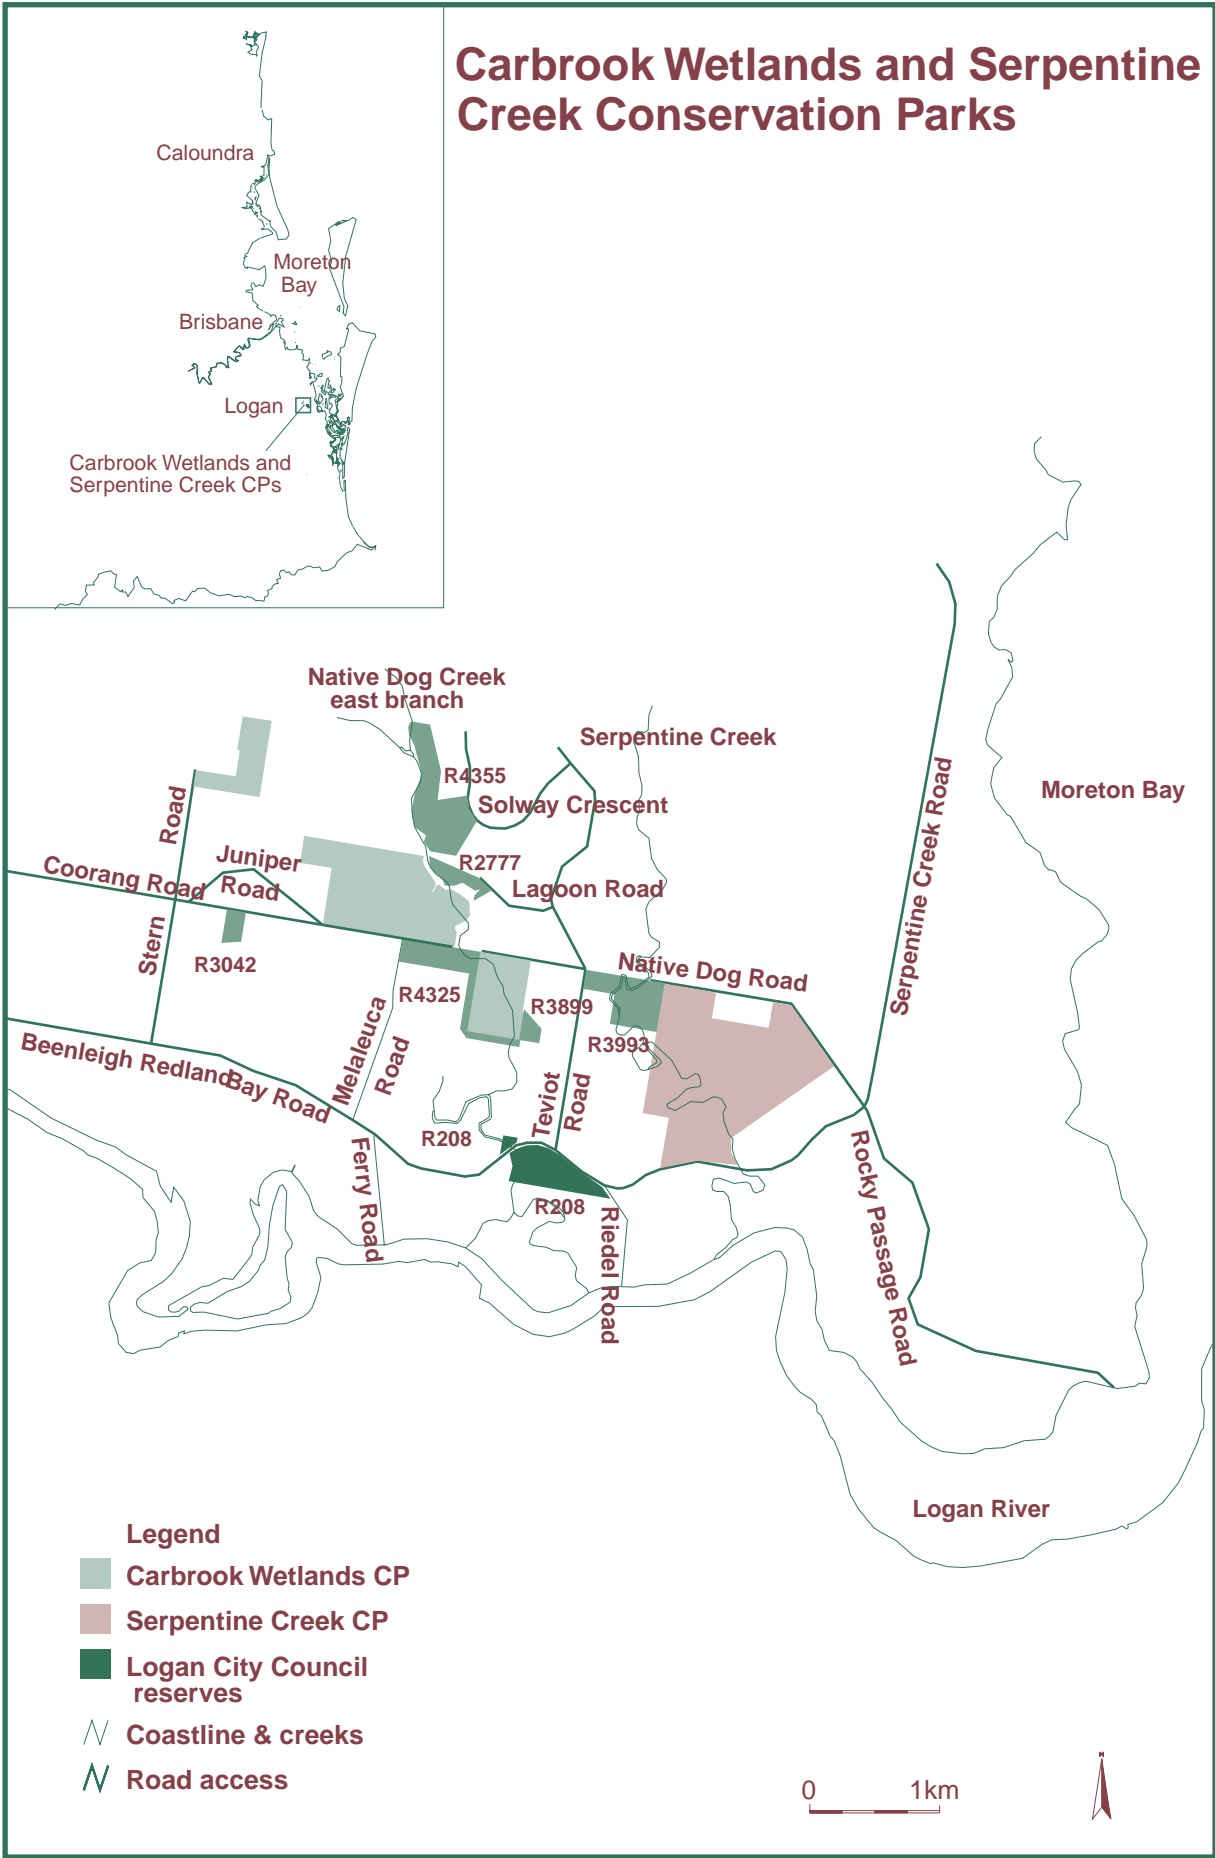 Carbrook Wetlands and Serpentine
Creek Conservation Parks
Caloundra
Moreton
Bay
Brisbane
Logan
Carbrook Wetlands and
Serpentine Creek CPs
Native Dog Creek
east branch
Serpentine Creek
R4355
Solway Crescent
Moreton Bay
Road
Serpentine Creek Road
Juniper
Road
Coorang Road
R2777
Lagoon Road
Stern
R3042
Native Dog Road
R4325
R3899
R3993
Melaleuca
Road
Beenleigh Redland
Bay Road
Teviot
Road
R208
Ferry Road
R208
Riedel Road
Rocky Passage Road
Logan River
Legend
Carbrook Wetlands CP
Serpentine Creek CP
Logan City Council
reserves
Coastline & creeks
Road access
0 1km
N